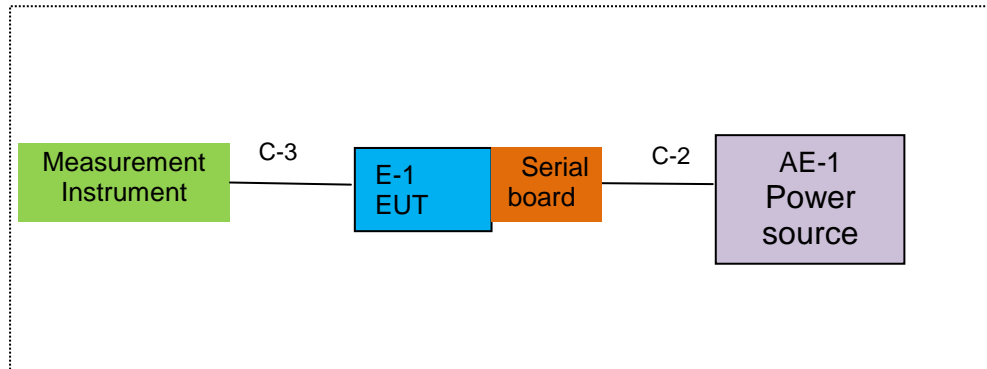 Measurement
Instrument
C-3
E-1
EUT
Serial
board
C-2
AE-1
Power
source